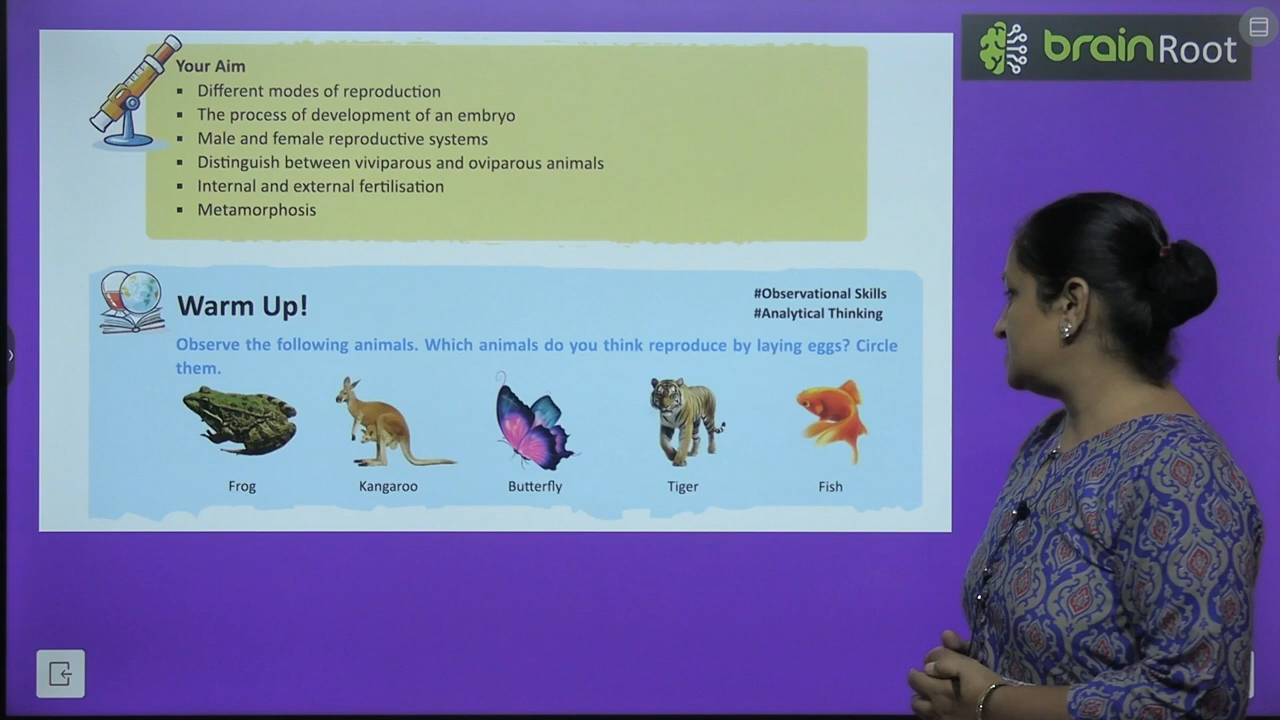 brainRoot
Your Aim
▪ Different modes of reproduction
▪ The process of development of an embryo
▪ Male and female reproductive systems
▪ Distinguish between viviparous and oviparous animals
▪ Internal and external fertilisation
▪ Metamorphosis
Warm Up!
#Observational Skills
#Analytical Thinking
Observe the following animals. Which animals do you think reproduce by laying eggs? Circle
them.
Frog
Kangaroo
Butterfly
Tiger
Fish